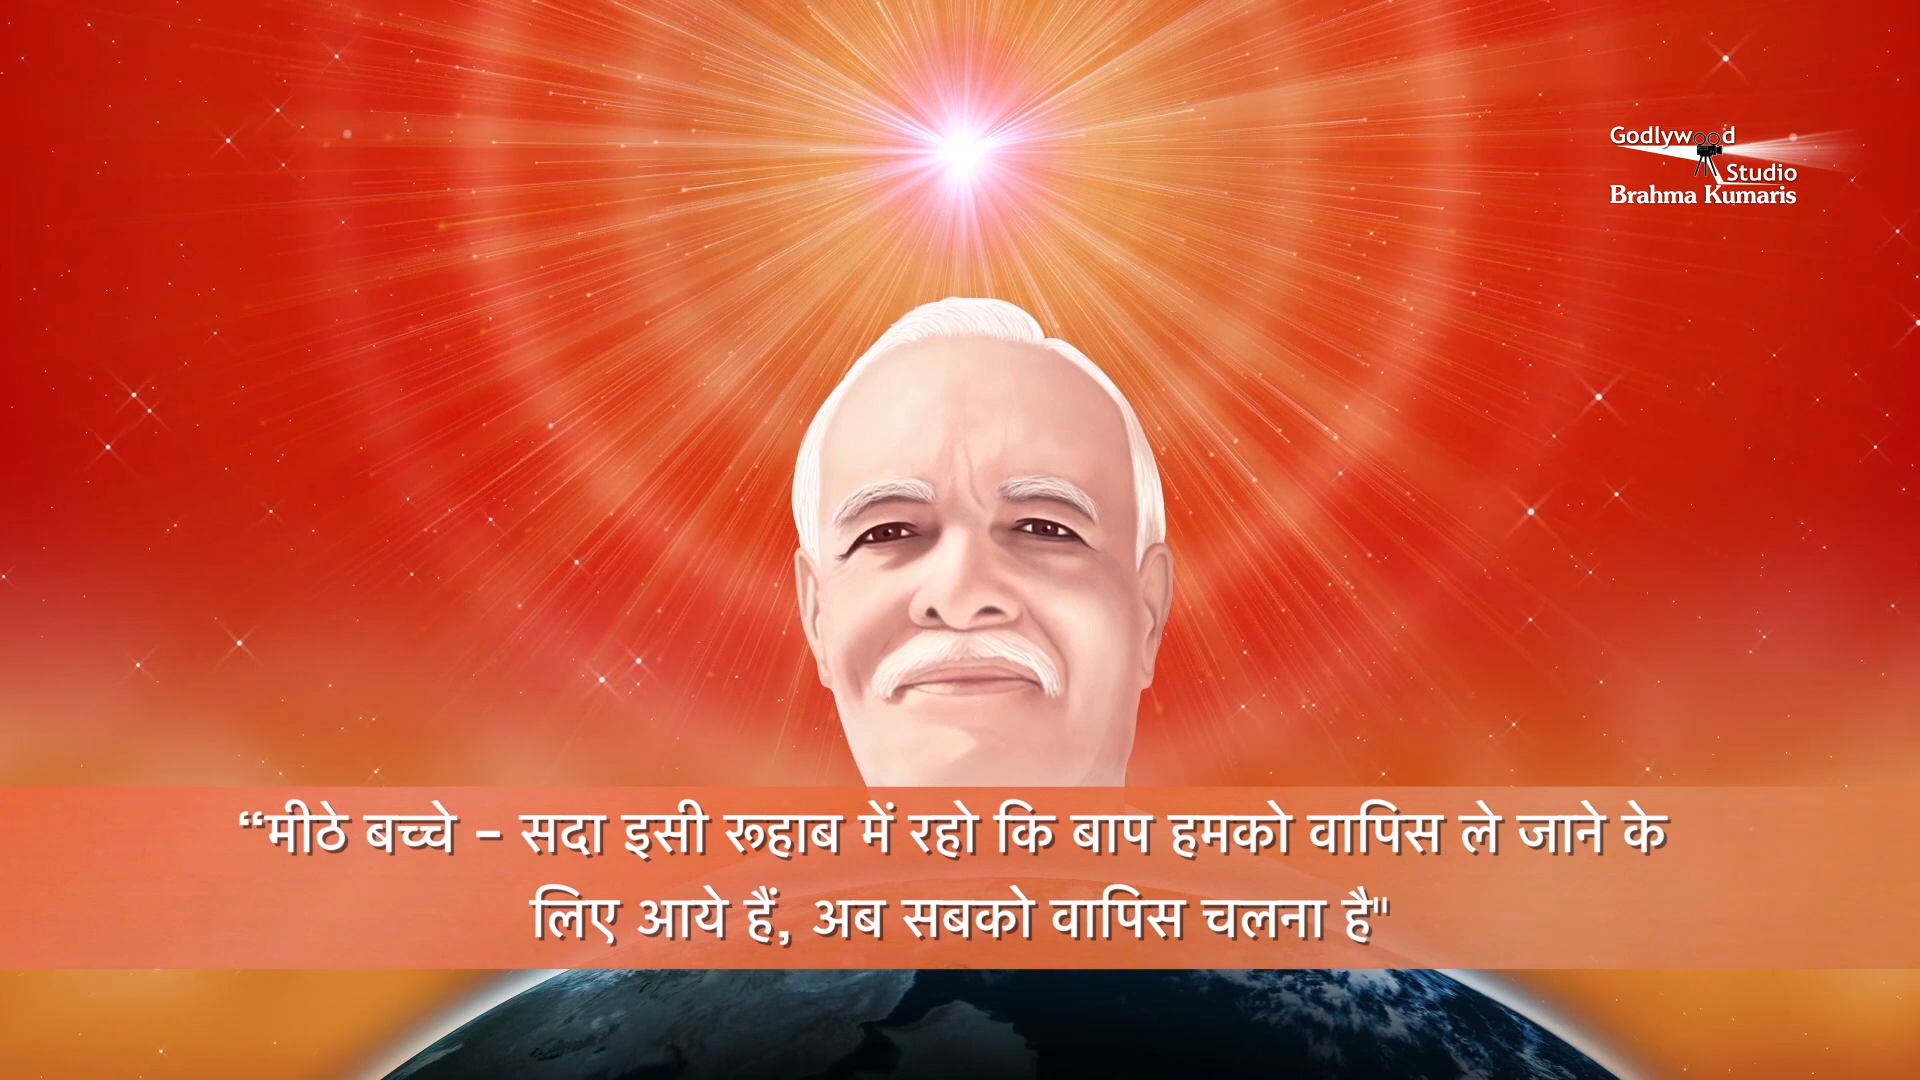 Godlywood
Studio
Brahma Kumaris
“मीठे बच्चे - सदा इसी रूहाब में रहो कि बाप हमको वापिस ले जाने के
लिए आये हैं, अब सबको वापिस चलना है"